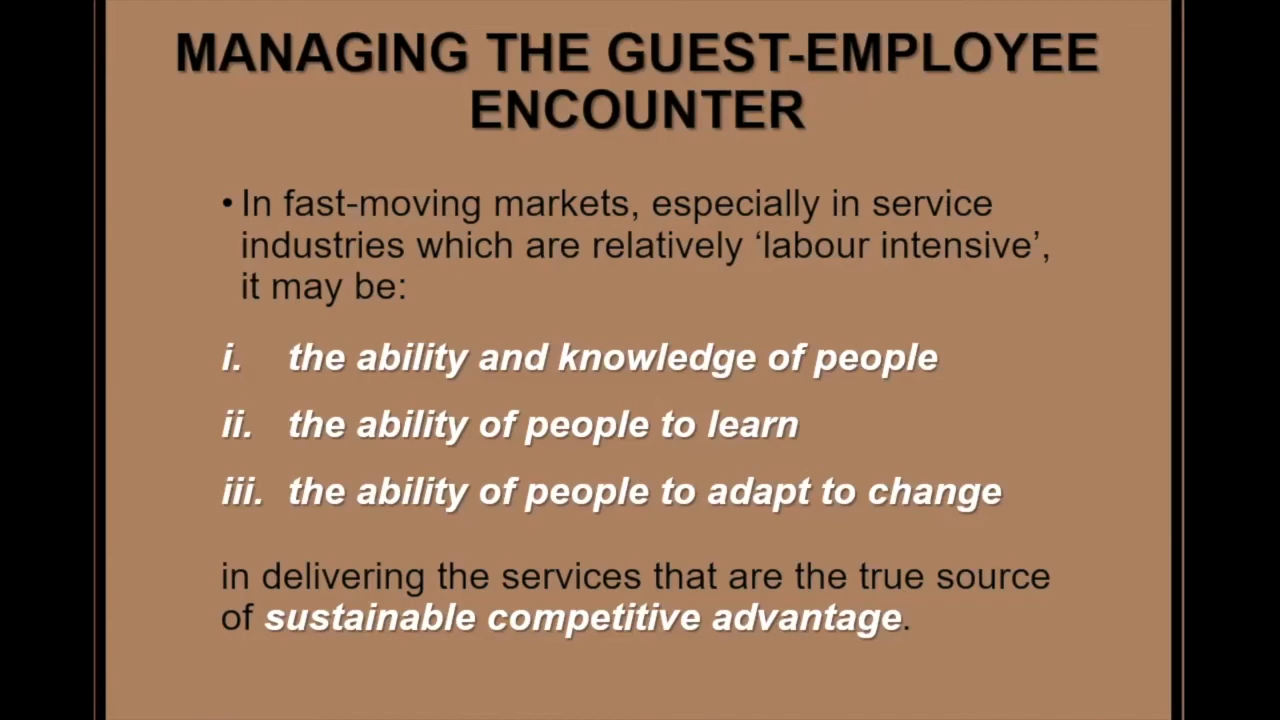 MANAGING THE GUEST-EMPLOYEE
ENCOUNTER
• In fast-moving markets, especially in service
industries which are relatively ‘labour intensive’,
it may be:
i. the ability and knowledge of people
ii. the ability of people to learn
iii. the ability of people to adapt to change
in delivering the services that are the true source
of sustainable competitive advantage.